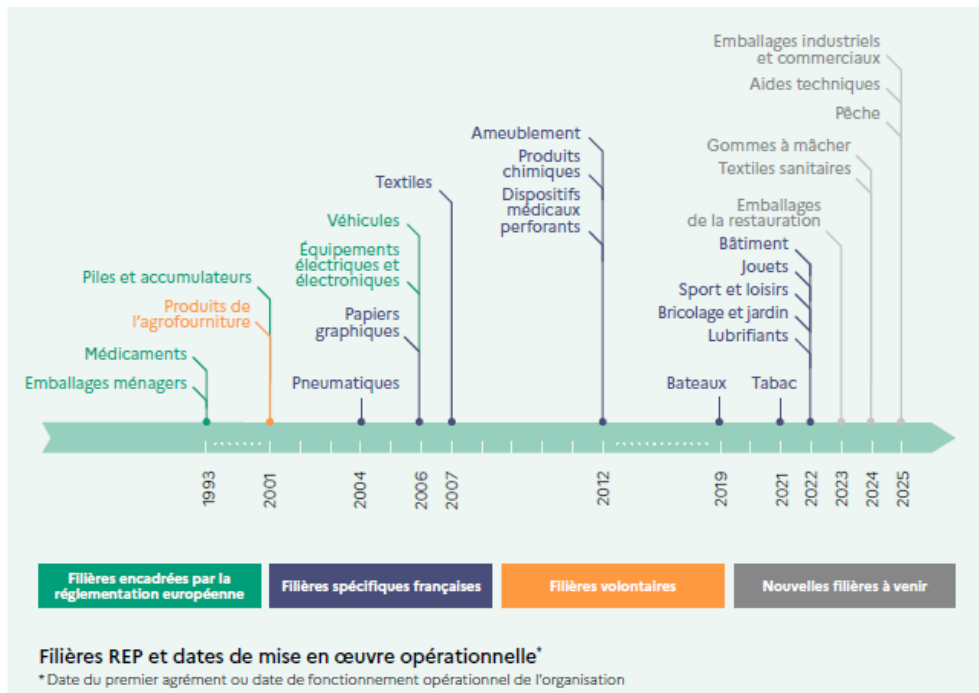 Emballages industriels
et commerciaux
Aides techniques
Pêche
Ameublement
Produits
chimiques
Dispositifs
médicaux
perforants
Gommes à mâcher
Textiles sanitaires
Textiles
Emballages
de la restauration
Véhicules
Équipements
électriques et
électroniques
Bâtiment
Jouets
Sport et loisirs
Bricolage et jardin
Lubrifiants
Piles et accumulateurs
Produits de
l'agrofourniture
Papiers
graphiques
Médicaments
Emballages ménagers
Pneumatiques
Bateaux
Tabac
1993
2001
2004
2006
2007
2012
2019
2021
2022
2023
2024
2025
Filières encadrées par la
réglementation européenne
Filières spécifiques françaises
Filières volontaires
Nouvelles filières à venir
Filières REP et dates de mise en œuvre opérationnelle*
* Date du premier agrément ou date de fonctionnement opérationnel de l'organisation